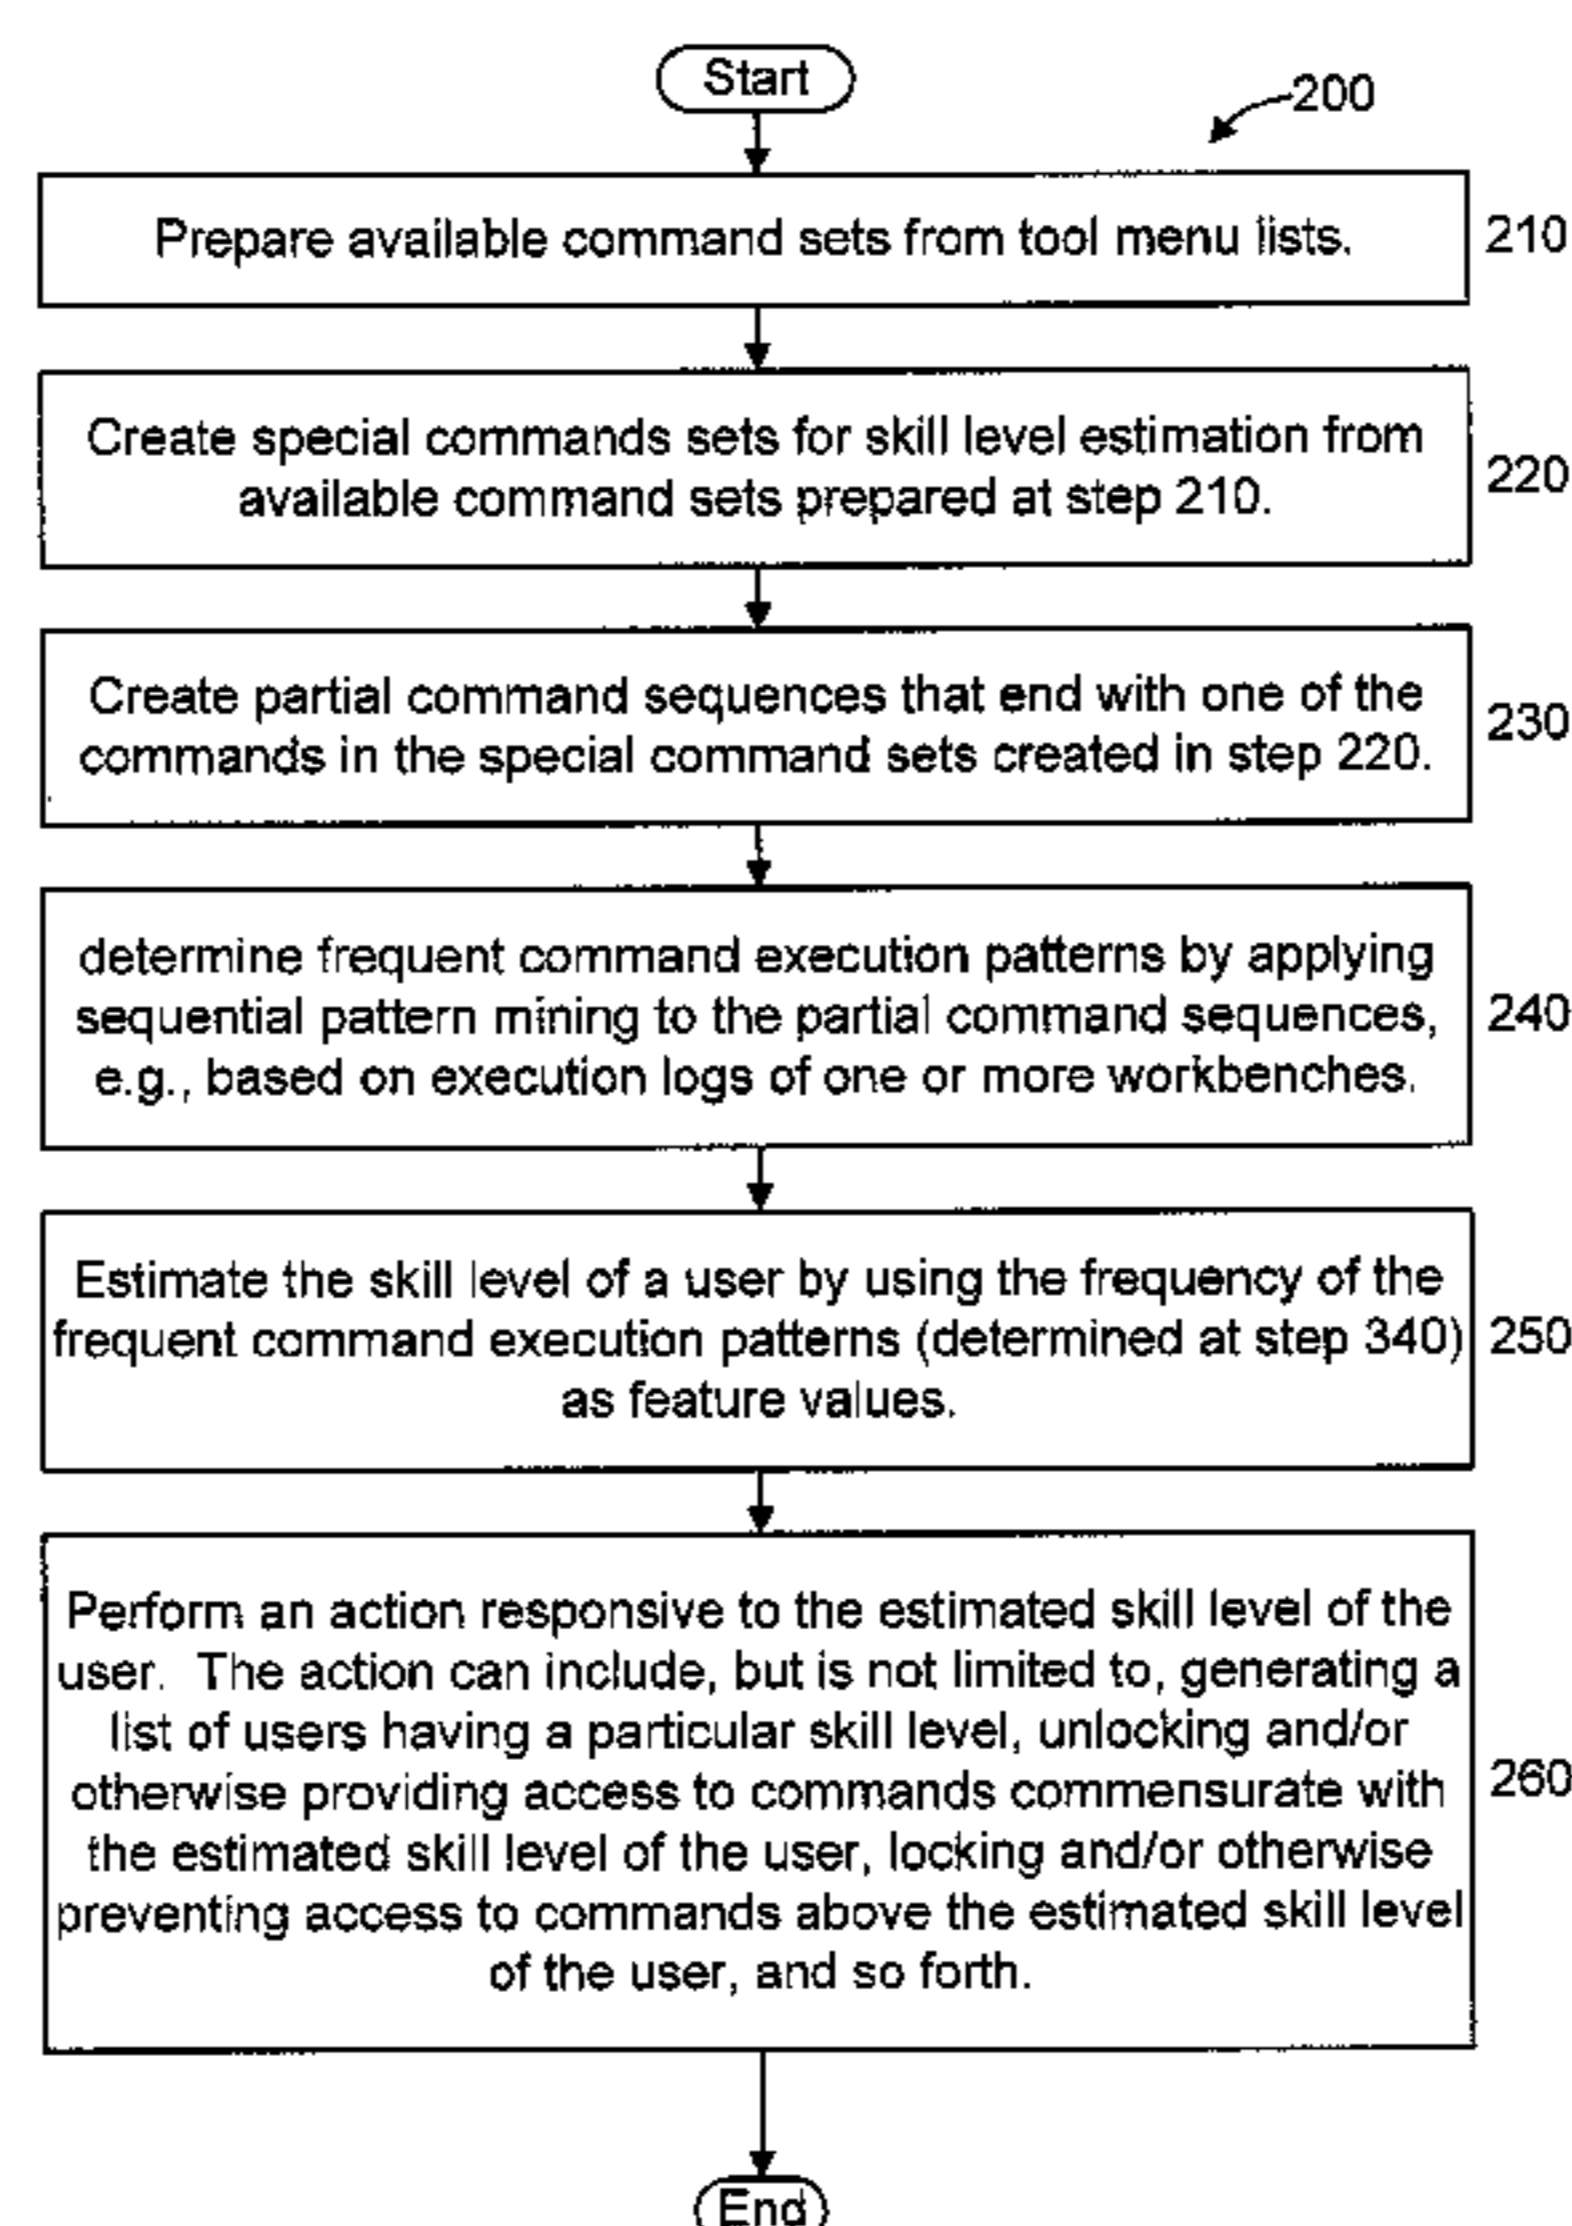 Start
200
Prepare available command sets from tool menu lists.
210
Create special commands sets for skill level estimation from
available command sets prepared at step 210.
220
Create partial command sequences that end with one of the
commands in the special command sets created in step 220.
230
determine frequent command execution patterns by applying
sequential pattern mining to the partial command sequences,
e.g., based on execution logs of one or more workbenches.
240
Estimate the skill level of a user by using the frequency of the
frequent command execution patterns (determined at step 340)
as feature values.
250
Perform an action responsive to the estimated skill level of the
user. The action can include, but is not limited to, generating a
list of users having a particular skill level, unlocking and/or
otherwise providing access to commands commensurate with
the estimated skill level of the user, locking and/or otherwise
preventing access to commands above the estimated skill level
of the user, and so forth.
260
End